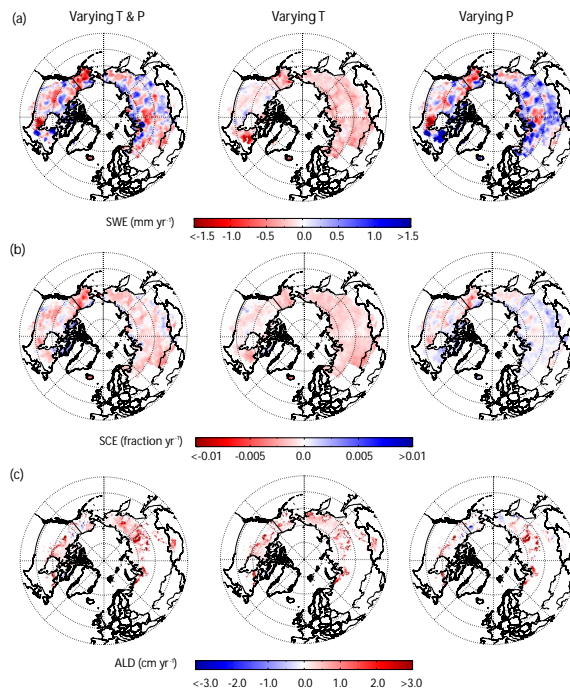 (a) Varying T & P Varying T Varying P
SWE (mm yr⁻¹)
<-1.5 -1.0 -0.5 0.0 0.5 1.0 >1.5
(b)
SCE (fraction yr⁻¹)
<-0.01 -0.005 0.0 0.005 >0.01
(c)
ALD (cm yr⁻¹)
<-3.0 -2.0 -1.0 0.0 1.0 2.0 >3.0